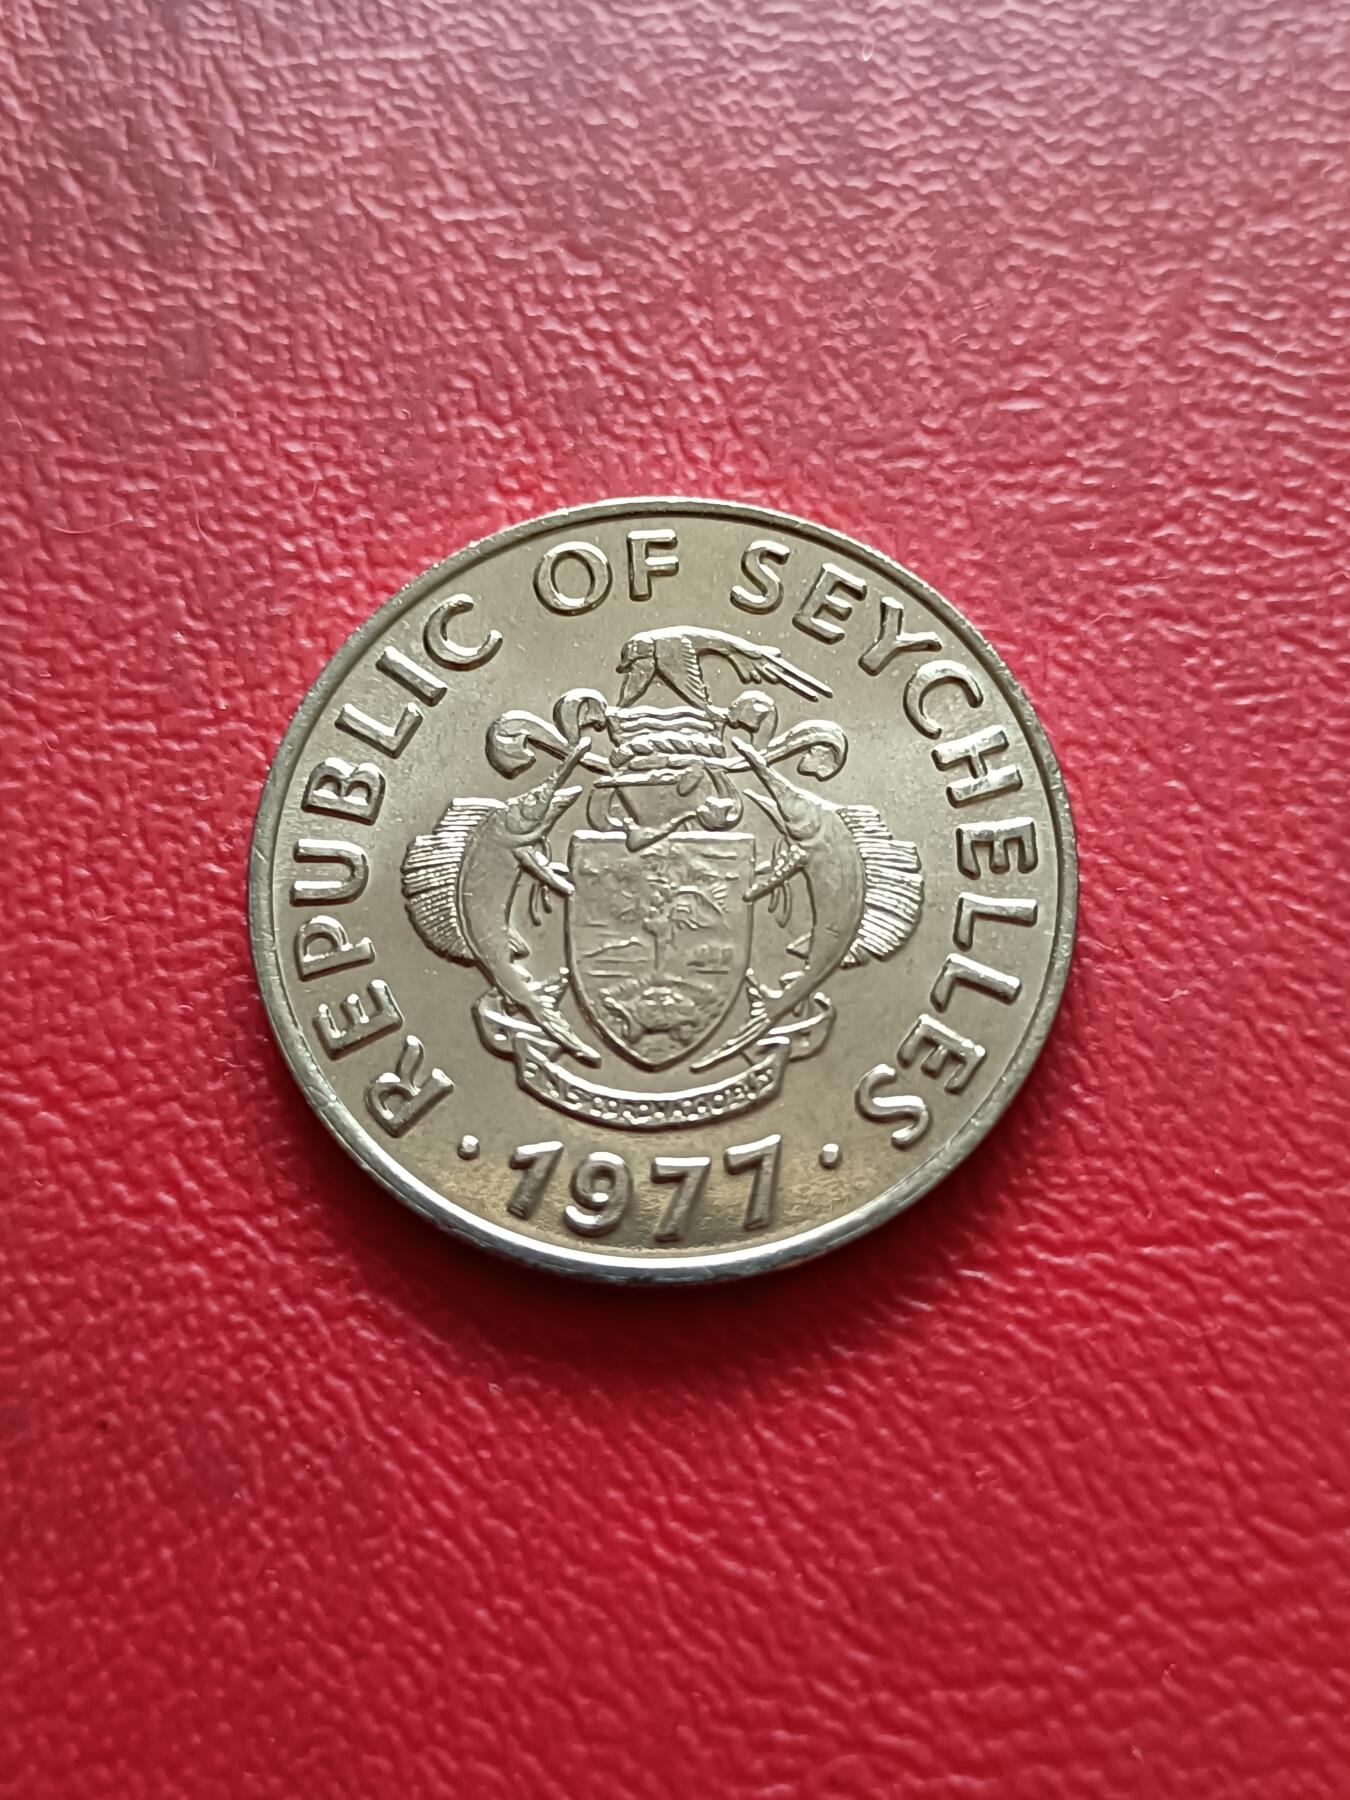 REPUBLIC OF SEYCHELLES
· 1977 ·